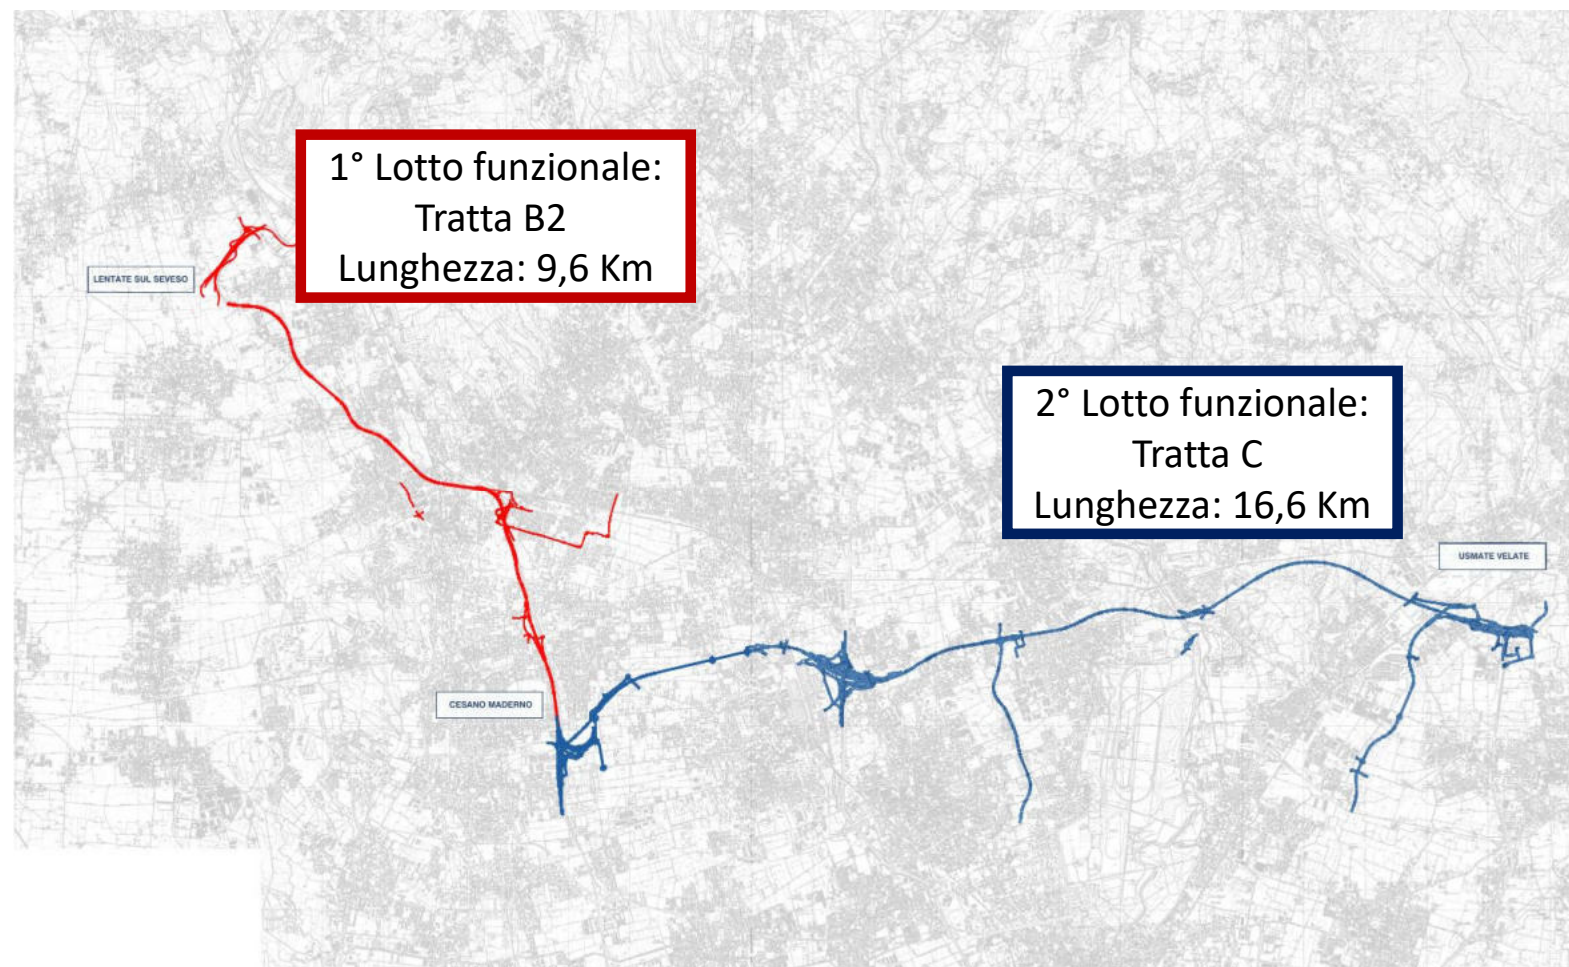 1° Lotto funzionale:
Tratta B2
Lunghezza: 9,6 Km
LENTATE SUL SEVESO
2° Lotto funzionale:
Tratta C
Lunghezza: 16,6 Km
USMATE VELATE
CESANO MADERNO